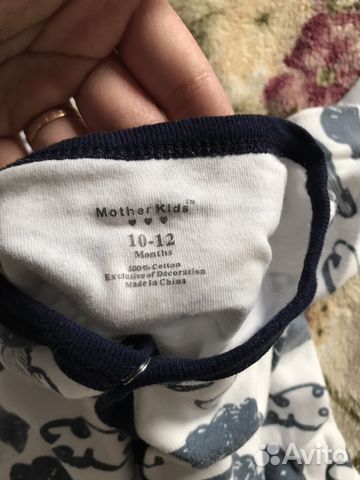 Mother Kids™
10-12
Months
100% Cotton
Exclusive of Decoration
Made in China
Avito